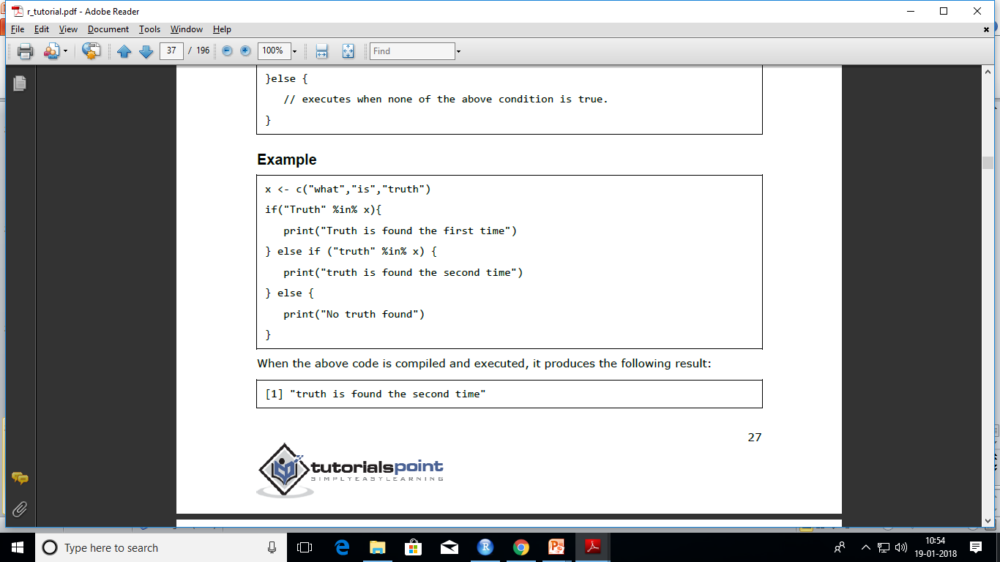 r_tutorial.pdf - Adobe Reader
File Edit View Document Tools Window Help
37 / 196 100% Find
}else {
// executes when none of the above condition is true.
}
Example
x <- c("what","is","truth")
if("Truth" %in% x){
print("Truth is found the first time")
} else if ("truth" %in% x) {
print("truth is found the second time")
} else {
print("No truth found")
}
When the above code is compiled and executed, it produces the following result:
[1] "truth is found the second time"
27
tutorialspoint
SIMPLYEASYLEARNING
Type here to search
10:54
19-01-2018